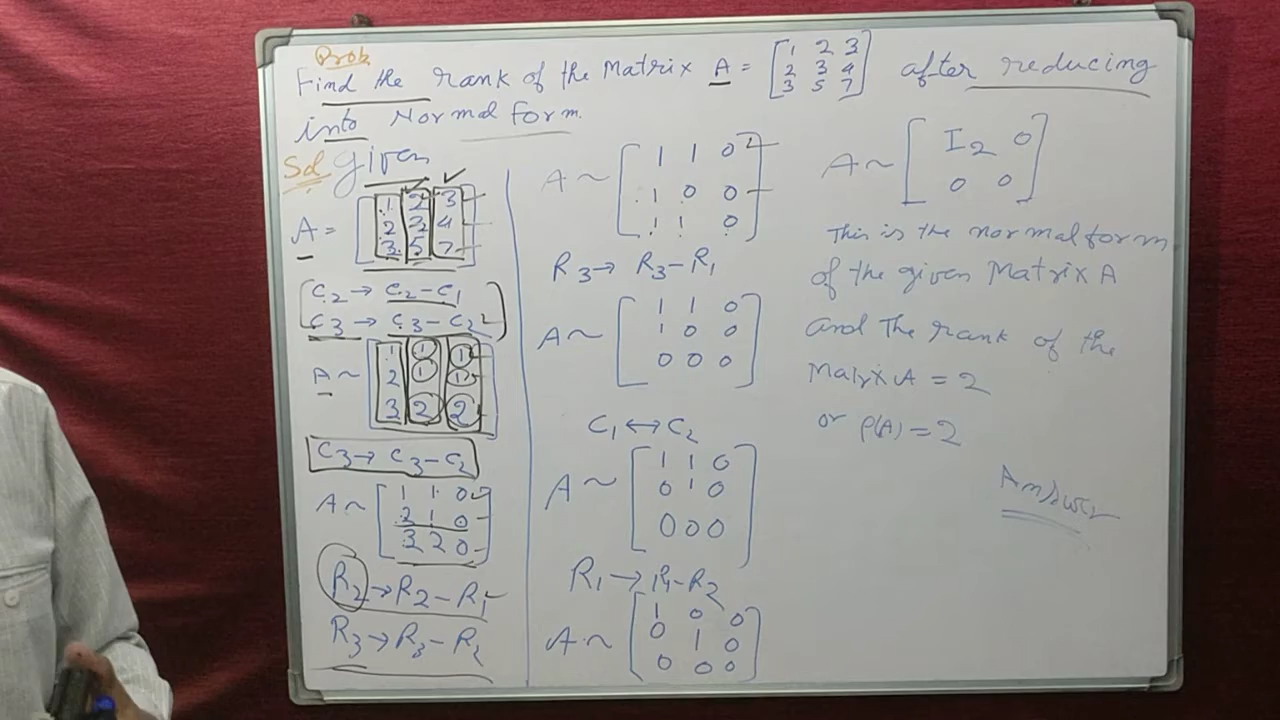 Prob
Find the rank of the Matrix A = [1 2 3
2 3 4
3 5 7] after reducing
into Normal form.
Sol given
A = [1 2 3
2 3 4
3 5 7]
C2 → C2 - C1
C3 → C3 - C2
A ~ [1 1 1
2 1 1
3 2 2]
C3 → C3 - C2
A ~ [1 1 0
2 1 0
3 2 0]
R2 → R2 - R1
R3 → R3 - R2
A ~ [1 1 0
1 0 0
1 1 0]
R3 → R3 - R1
A ~ [1 1 0
1 0 0
0 0 0]
C1 ↔ C2
A ~ [1 1 0
0 1 0
0 0 0]
R1 → R1 - R2
A ~ [1 0 0
0 1 0
0 0 0]
A ~ [I2 0
0 0]
This is the normal form
of the given Matrix A
and The rank of the
Matrix A = 2
or ρ(A) = 2
Answer